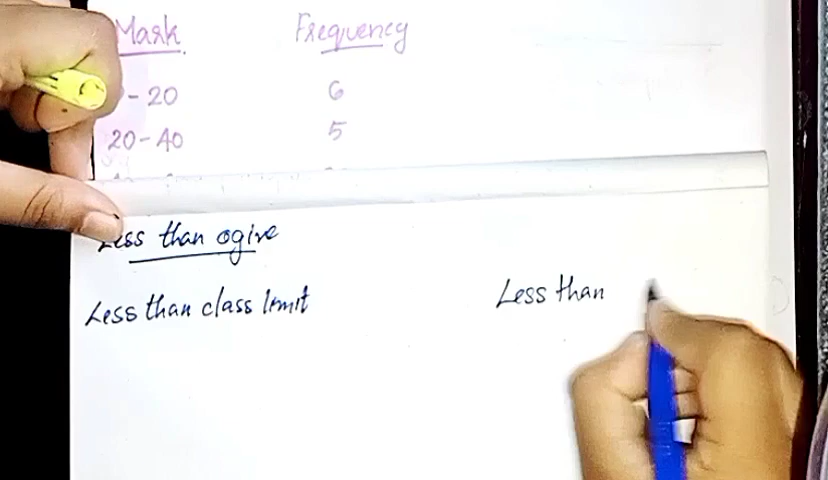 Mark Frequency
- 20 6
20-40 5
Less than ogive
Less than class limit Less than